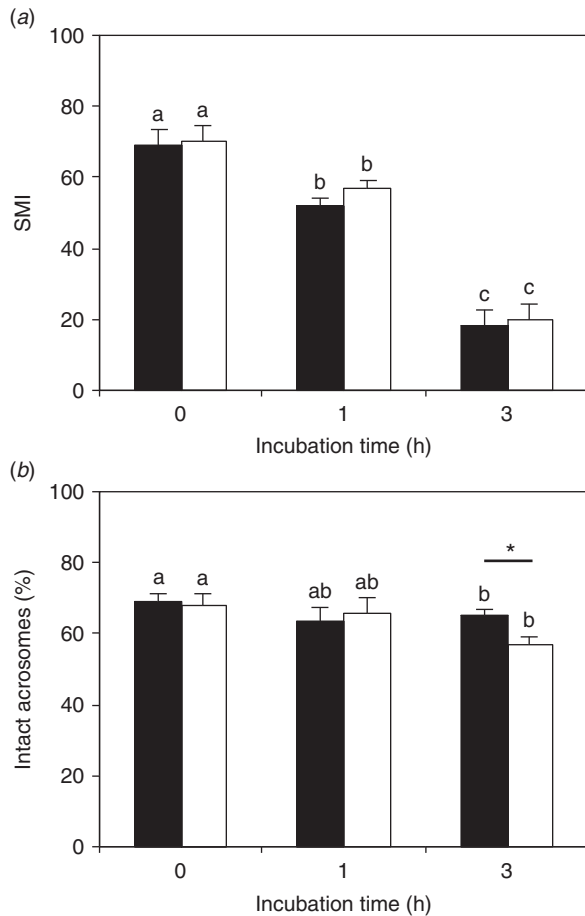 (a)
100
80
60
40
20
0
SMI
a a
b b
c c
0 1 3
Incubation time (h)
(b)
100
80
60
40
20
0
Intact acrosomes (%)
a a
ab ab
*
b b
0 1 3
Incubation time (h)